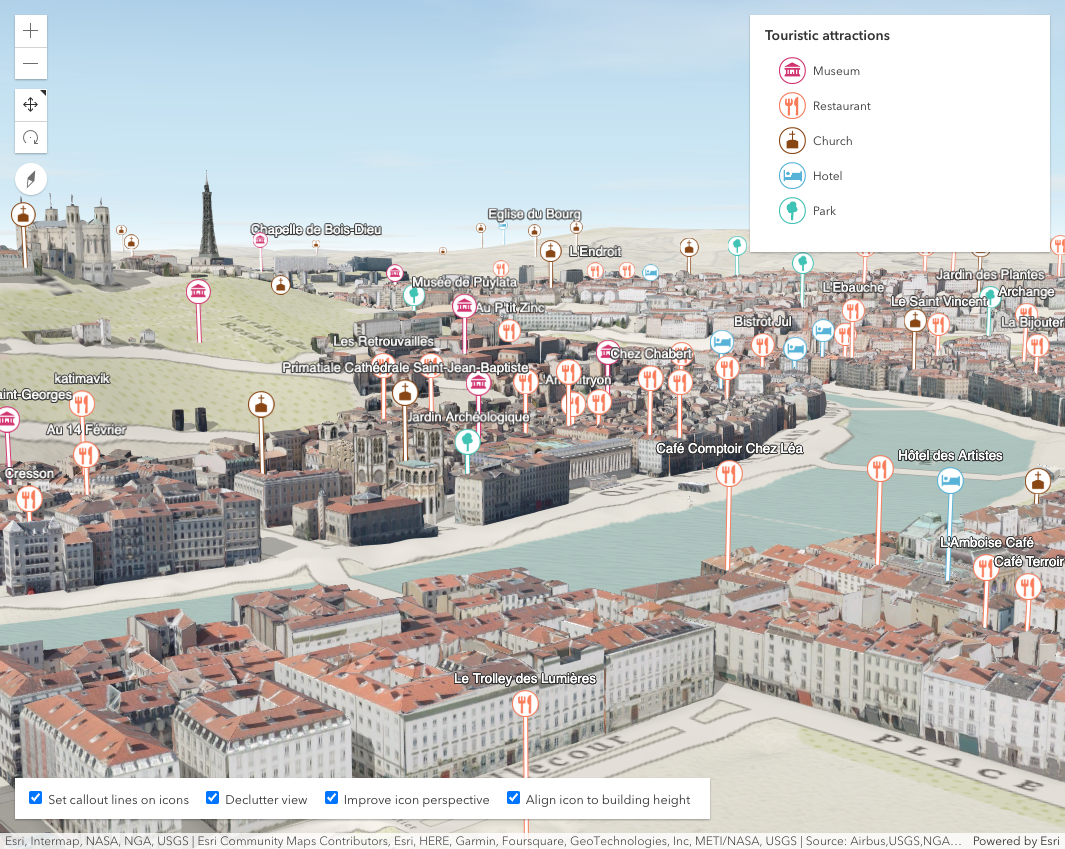 Touristic attractions
Museum
Restaurant
Church
Hotel
Park
Eglise du Bourg
Chapelle de Bois-Dieu
L'Endroit
Jardin des Plantes
Musée de Puylata
L'Ebauche
Archange
Le Saint Vincent
Au P'tit Zinc
Bistrot Jul
La Bijouter
Les Retrouvailles
Chez Chabert
Primatiale Cathédrale Saint-Jean-Baptiste
katimavik
aint-Georges
Jardin Archéologique
Au 14 Février
Café Comptoir Chez Léa
Hôtel des Artistes
Cresson
L'Amboise Café
Café Terroir
Le Trolley des Lumières
PLACE
Set callout lines on icons
Declutter view
Improve icon perspective
Align icon to building height
Esri, Intermap, NASA, NGA, USGS | Esri Community Maps Contributors, Esri, HERE, Garmin, Foursquare, GeoTechnologies, Inc, METI/NASA, USGS | Source: Airbus,USGS,NGA…
Powered by Esri